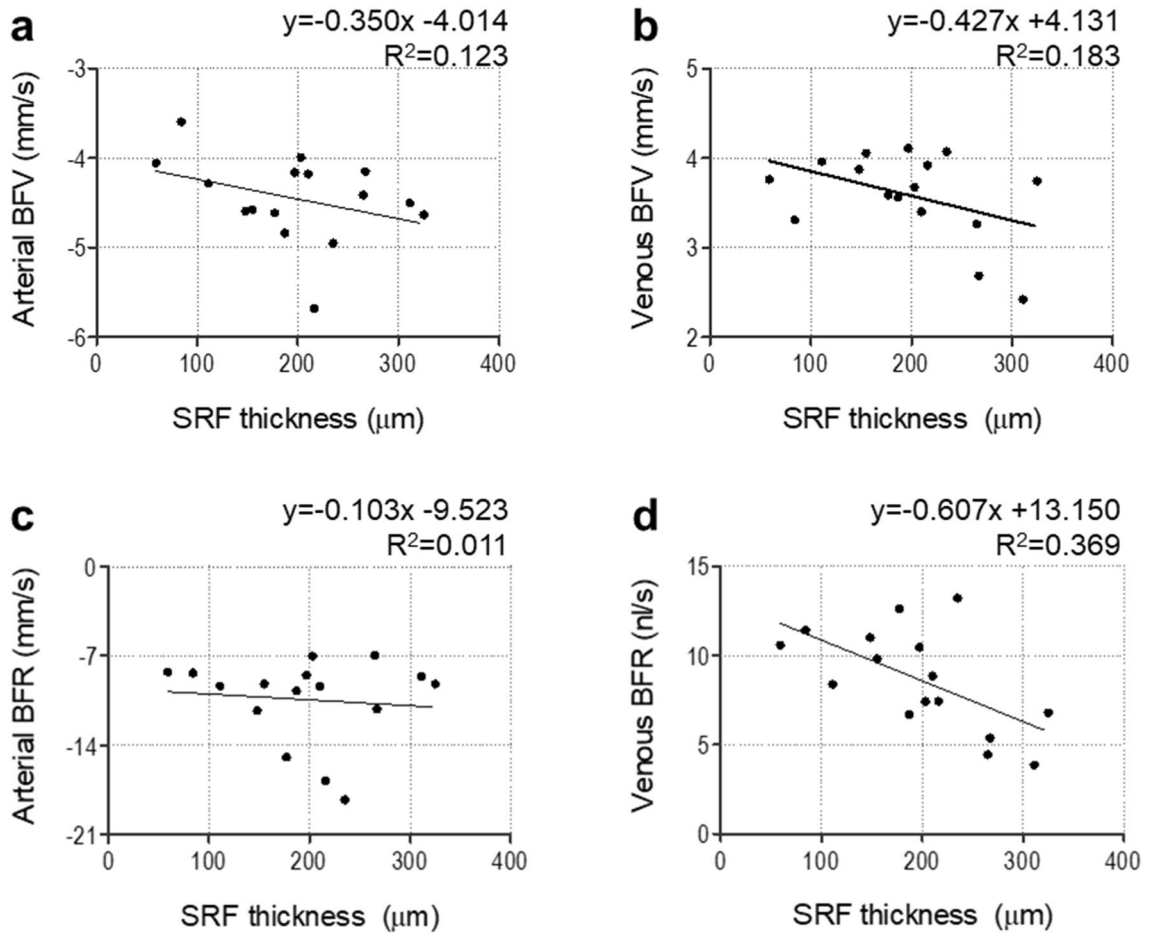 a
y=-0.350x -4.014
R²=0.123
Arterial BFV (mm/s)
-3
-4
-5
-6
0 100 200 300 400
SRF thickness (μm)
b
y=-0.427x +4.131
R²=0.183
Venous BFV (mm/s)
5
4
3
2
0 100 200 300 400
SRF thickness (μm)
c
y=-0.103x -9.523
R²=0.011
Arterial BFR (mm/s)
0
-7
-14
-21
0 100 200 300 400
SRF thickness (μm)
d
y=-0.607x +13.150
R²=0.369
Venous BFR (nl/s)
15
10
5
0
0 100 200 300 400
SRF thickness (μm)